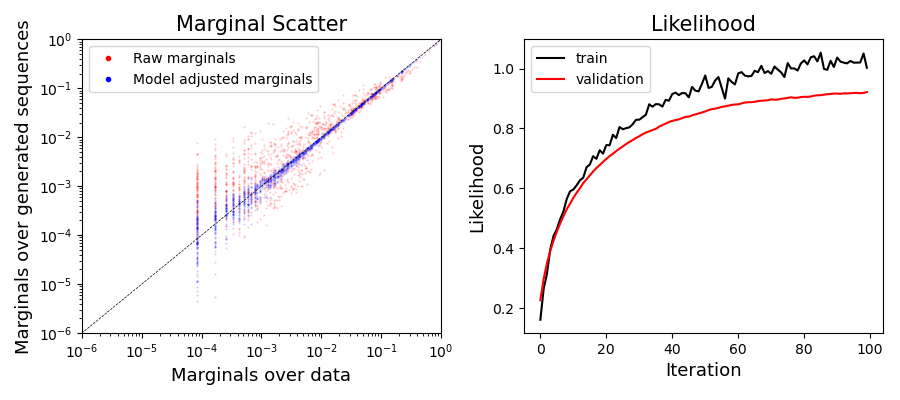 Marginal Scatter
Marginals over generated sequences
10^0
10^-1
10^-2
10^-3
10^-4
10^-5
10^-6
Raw marginals
Model adjusted marginals
10^-6 10^-5 10^-4 10^-3 10^-2 10^-1 10^0
Marginals over data
Likelihood
Likelihood
1.0
0.8
0.6
0.4
0.2
train
validation
0 20 40 60 80 100
Iteration